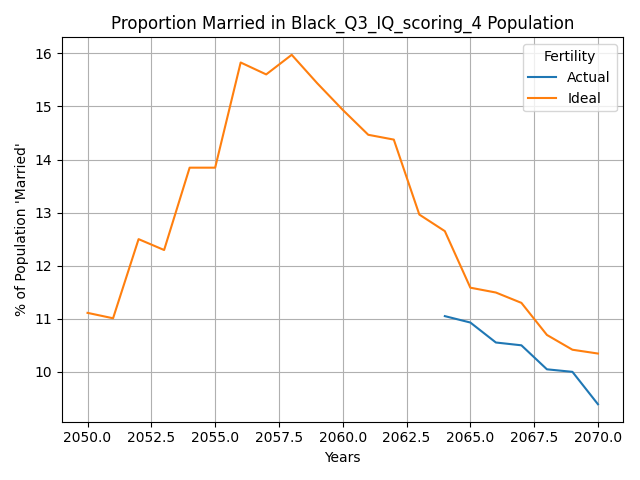 Proportion Married in Black_Q3_IQ_scoring_4 Population
Fertility
Actual
Ideal
% of Population 'Married'
16
15
14
13
12
11
10
2050.0 2052.5 2055.0 2057.5 2060.0 2062.5 2065.0 2067.5 2070.0
Years